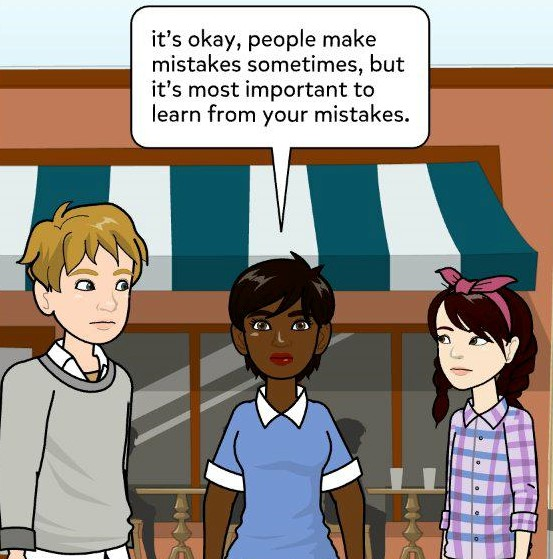 it's okay, people make
mistakes sometimes, but
it's most important to
learn from your mistakes.